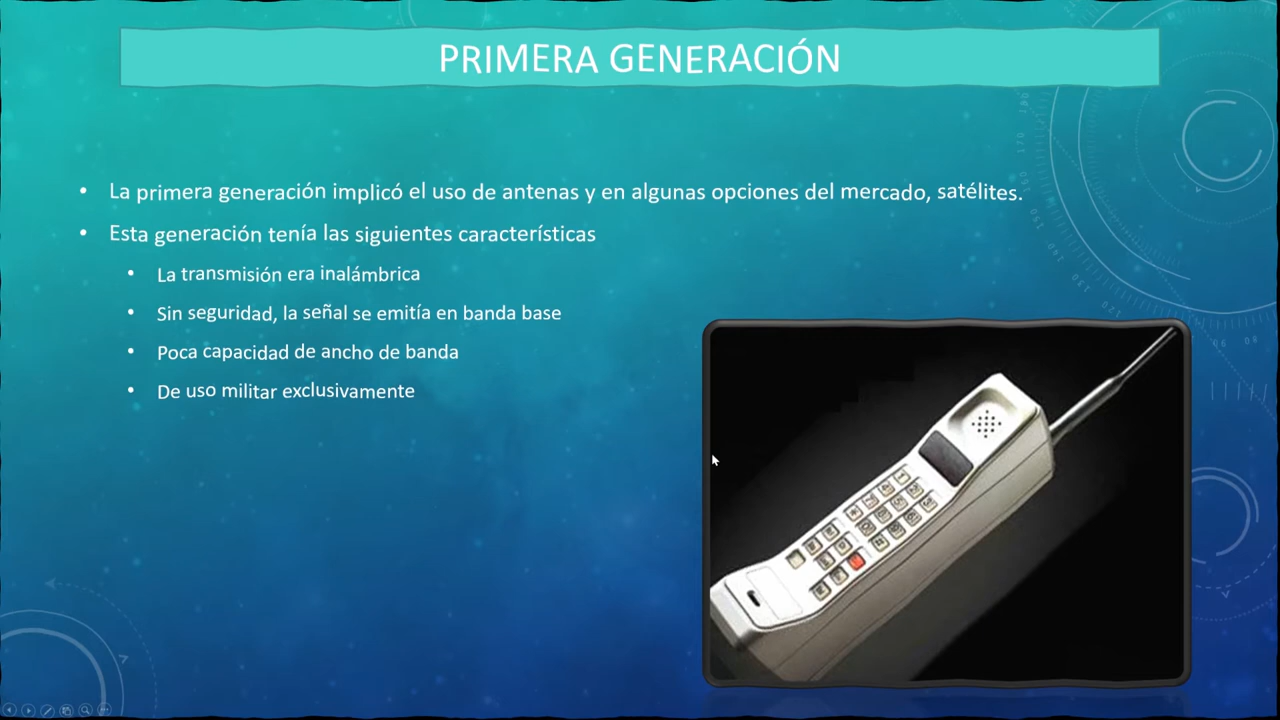 PRIMERA GENERACIÓN
La primera generación implicó el uso de antenas y en algunas opciones del mercado, satélites.
Esta generación tenía las siguientes características
La transmisión era inalámbrica
Sin seguridad, la señal se emitía en banda base
Poca capacidad de ancho de banda
De uso militar exclusivamente